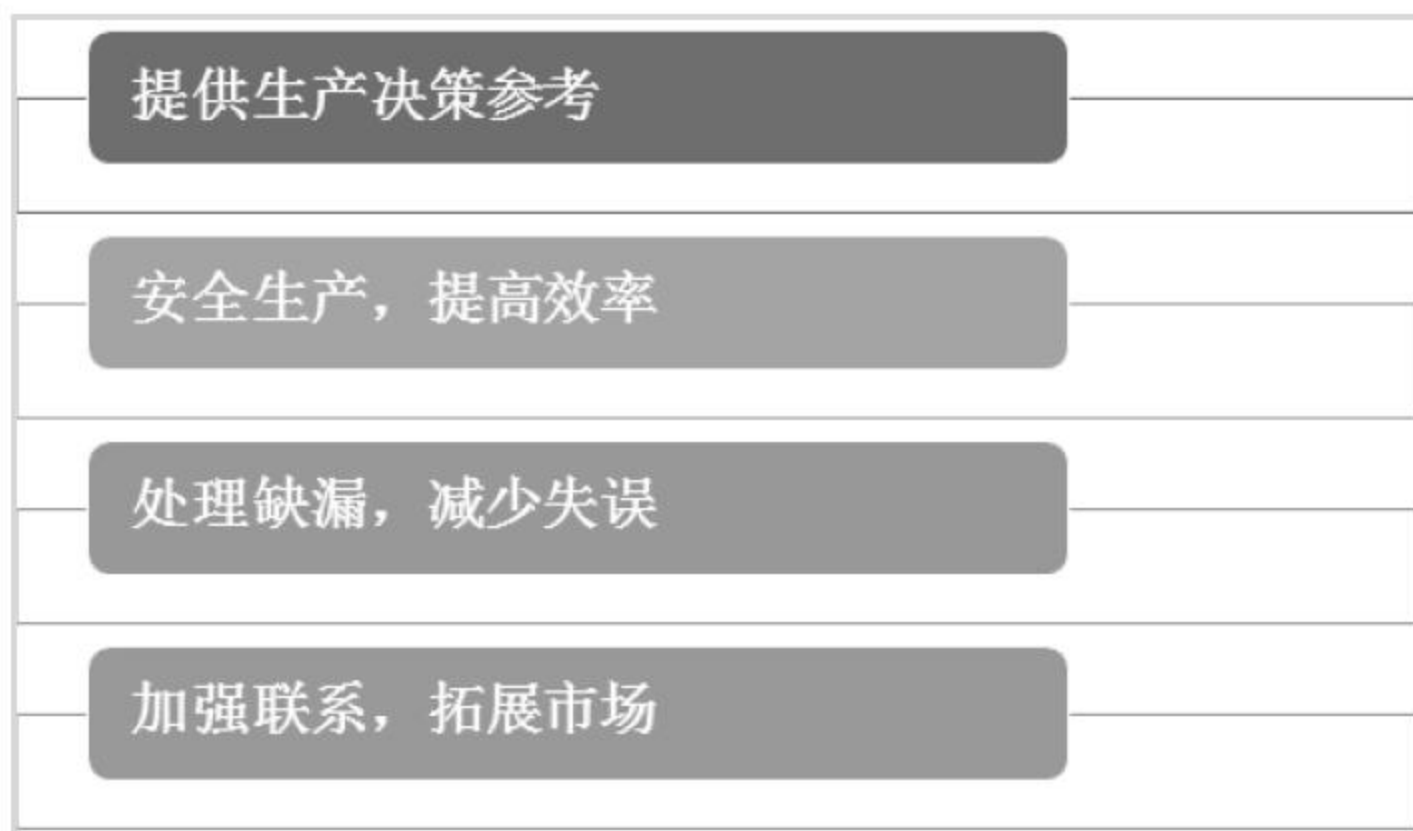 提供生产决策参考
安全生产，提高效率
处理缺漏，减少失误
加强联系，拓展市场